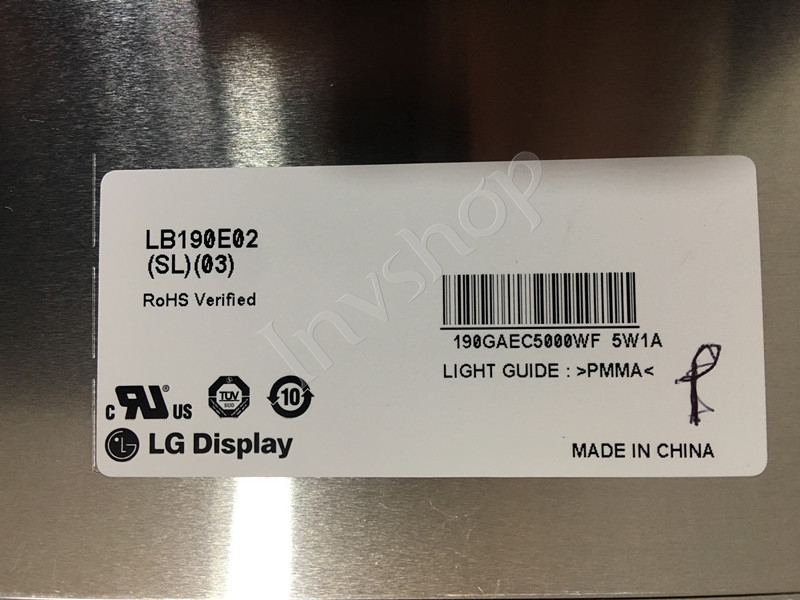 LB190E02
(SL)(03)
RoHS Verified
190GAEC5000WF 5W1A
LIGHT GUIDE : >PMMA<
C RU ® US
TÜV
10
LG Display
MADE IN CHINA
Invshop